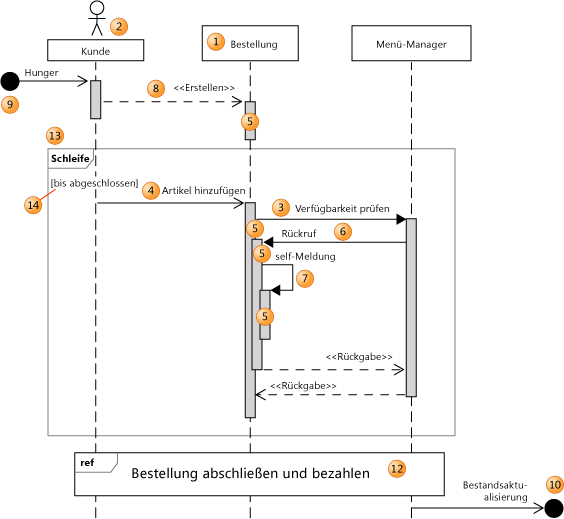 2
1
Kunde
Bestellung
Menü-Manager
Hunger
8
<<Erstellen>>
9
5
13
Schleife
[bis abgeschlossen]
14
4
Artikel hinzufügen
3
Verfügbarkeit prüfen
5
Rückruf
6
5
self-Meldung
7
5
<<Rückgabe>>
<<Rückgabe>>
ref
Bestellung abschließen und bezahlen
12
Bestandsaktu-
alisierung
10